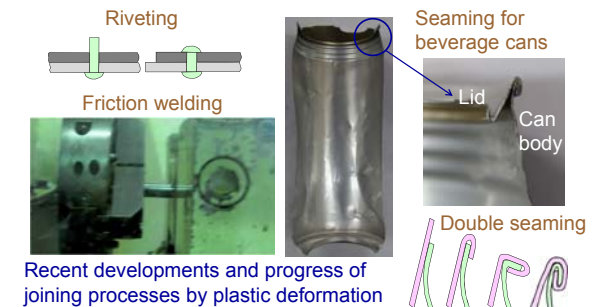 Riveting
Friction welding
Seaming for
beverage cans
Lid
Can
body
Double seaming
Recent developments and progress of
joining processes by plastic deformation